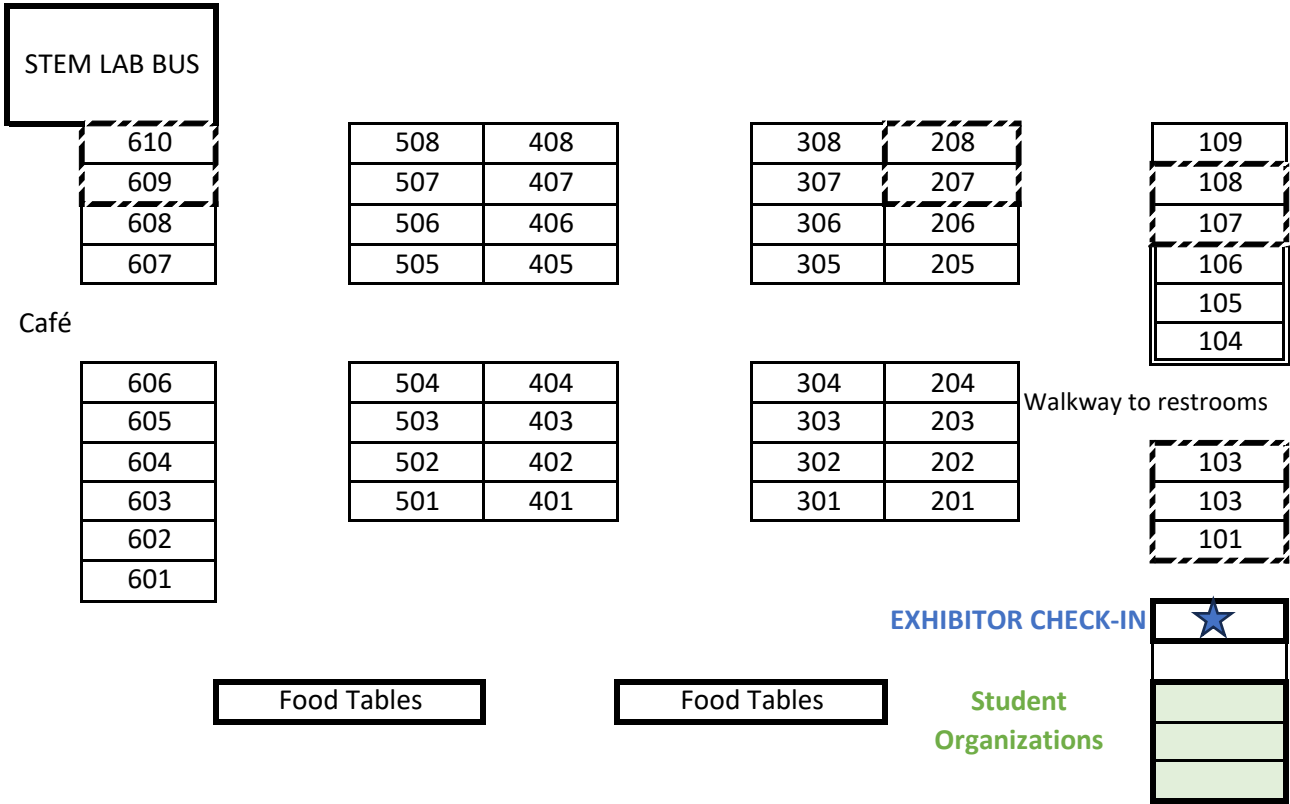 STEM LAB BUS
610 508 408 308 208 109
609 507 407 307 207 108
608 506 406 306 206 107
607 505 405 305 205 106
105
Café
104
606 504 404 304 204
Walkway to restrooms
605 503 403 303 203
604 502 402 302 202 103
603 501 401 301 201 103
602 101
601
EXHIBITOR CHECK-IN
Food Tables Food Tables Student
Organizations